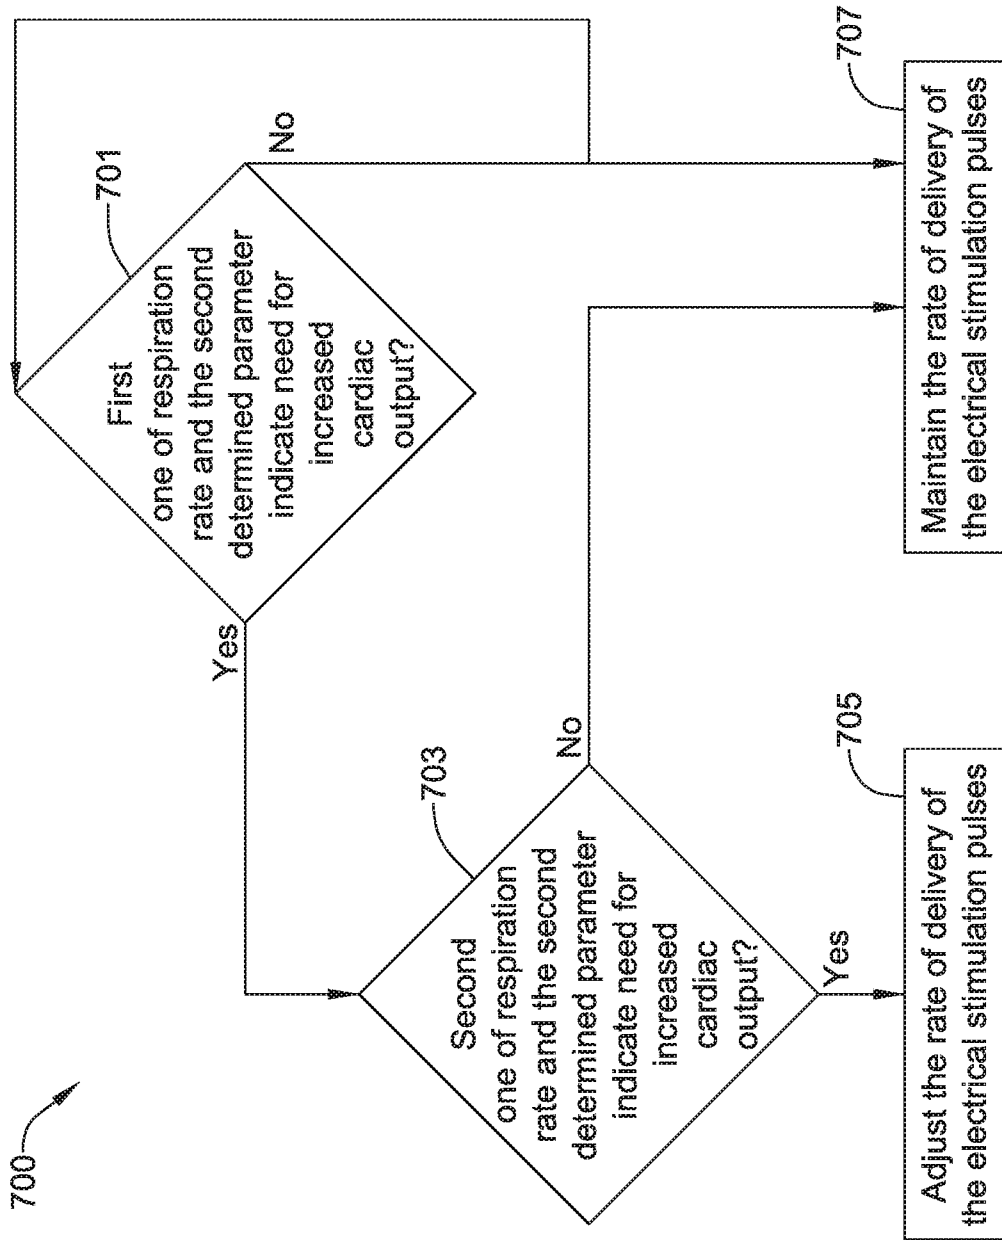 700
701
First
one of respiration
rate and the second
determined parameter
indicate need for
increased
cardiac
output?
Yes
No
703
Second
one of respiration
rate and the second
determined parameter
indicate need for
increased
cardiac
output?
No
Yes
705
Adjust the rate of delivery of
the electrical stimulation pulses
707
Maintain the rate of delivery of
the electrical stimulation pulses